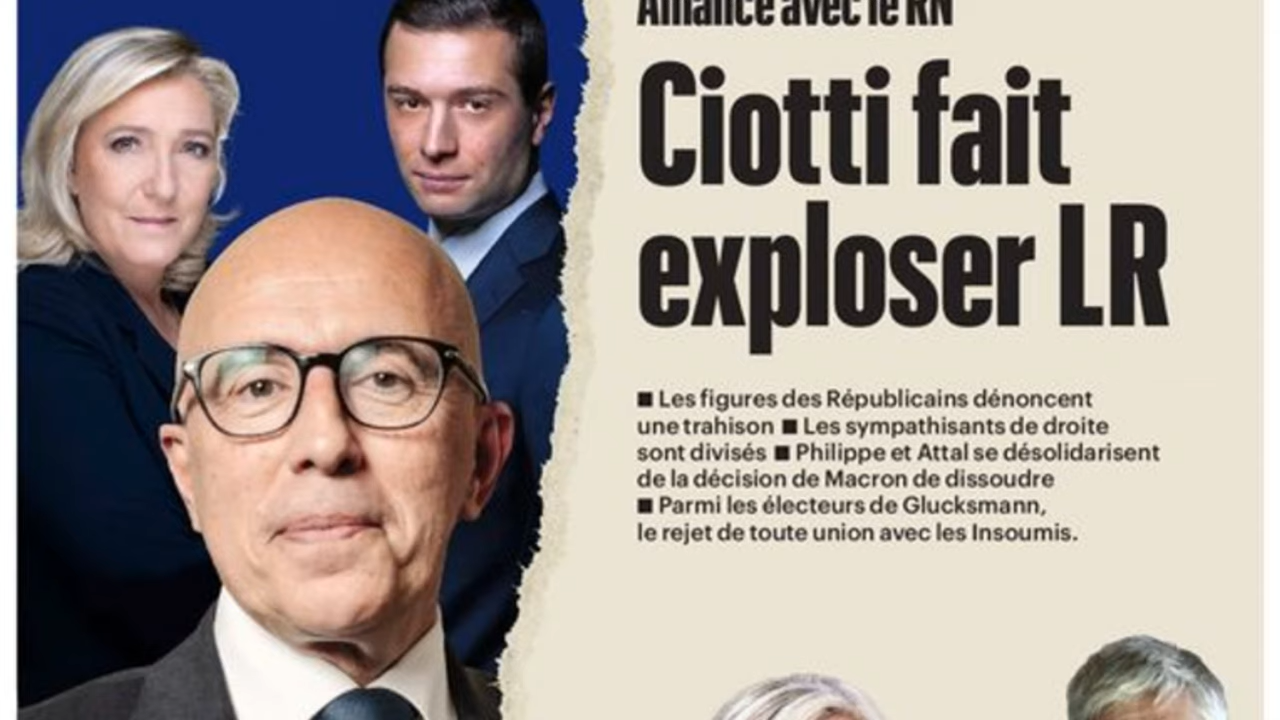 Alliance avec le RN
Ciotti fait
exploser LR
■ Les figures des Républicains dénoncent
une trahison ■ Les sympathisants de droite
sont divisés ■ Philippe et Attal se désolidarisent
de la décision de Macron de dissoudre
■ Parmi les électeurs de Glucksmann,
le rejet de toute union avec les Insoumis.